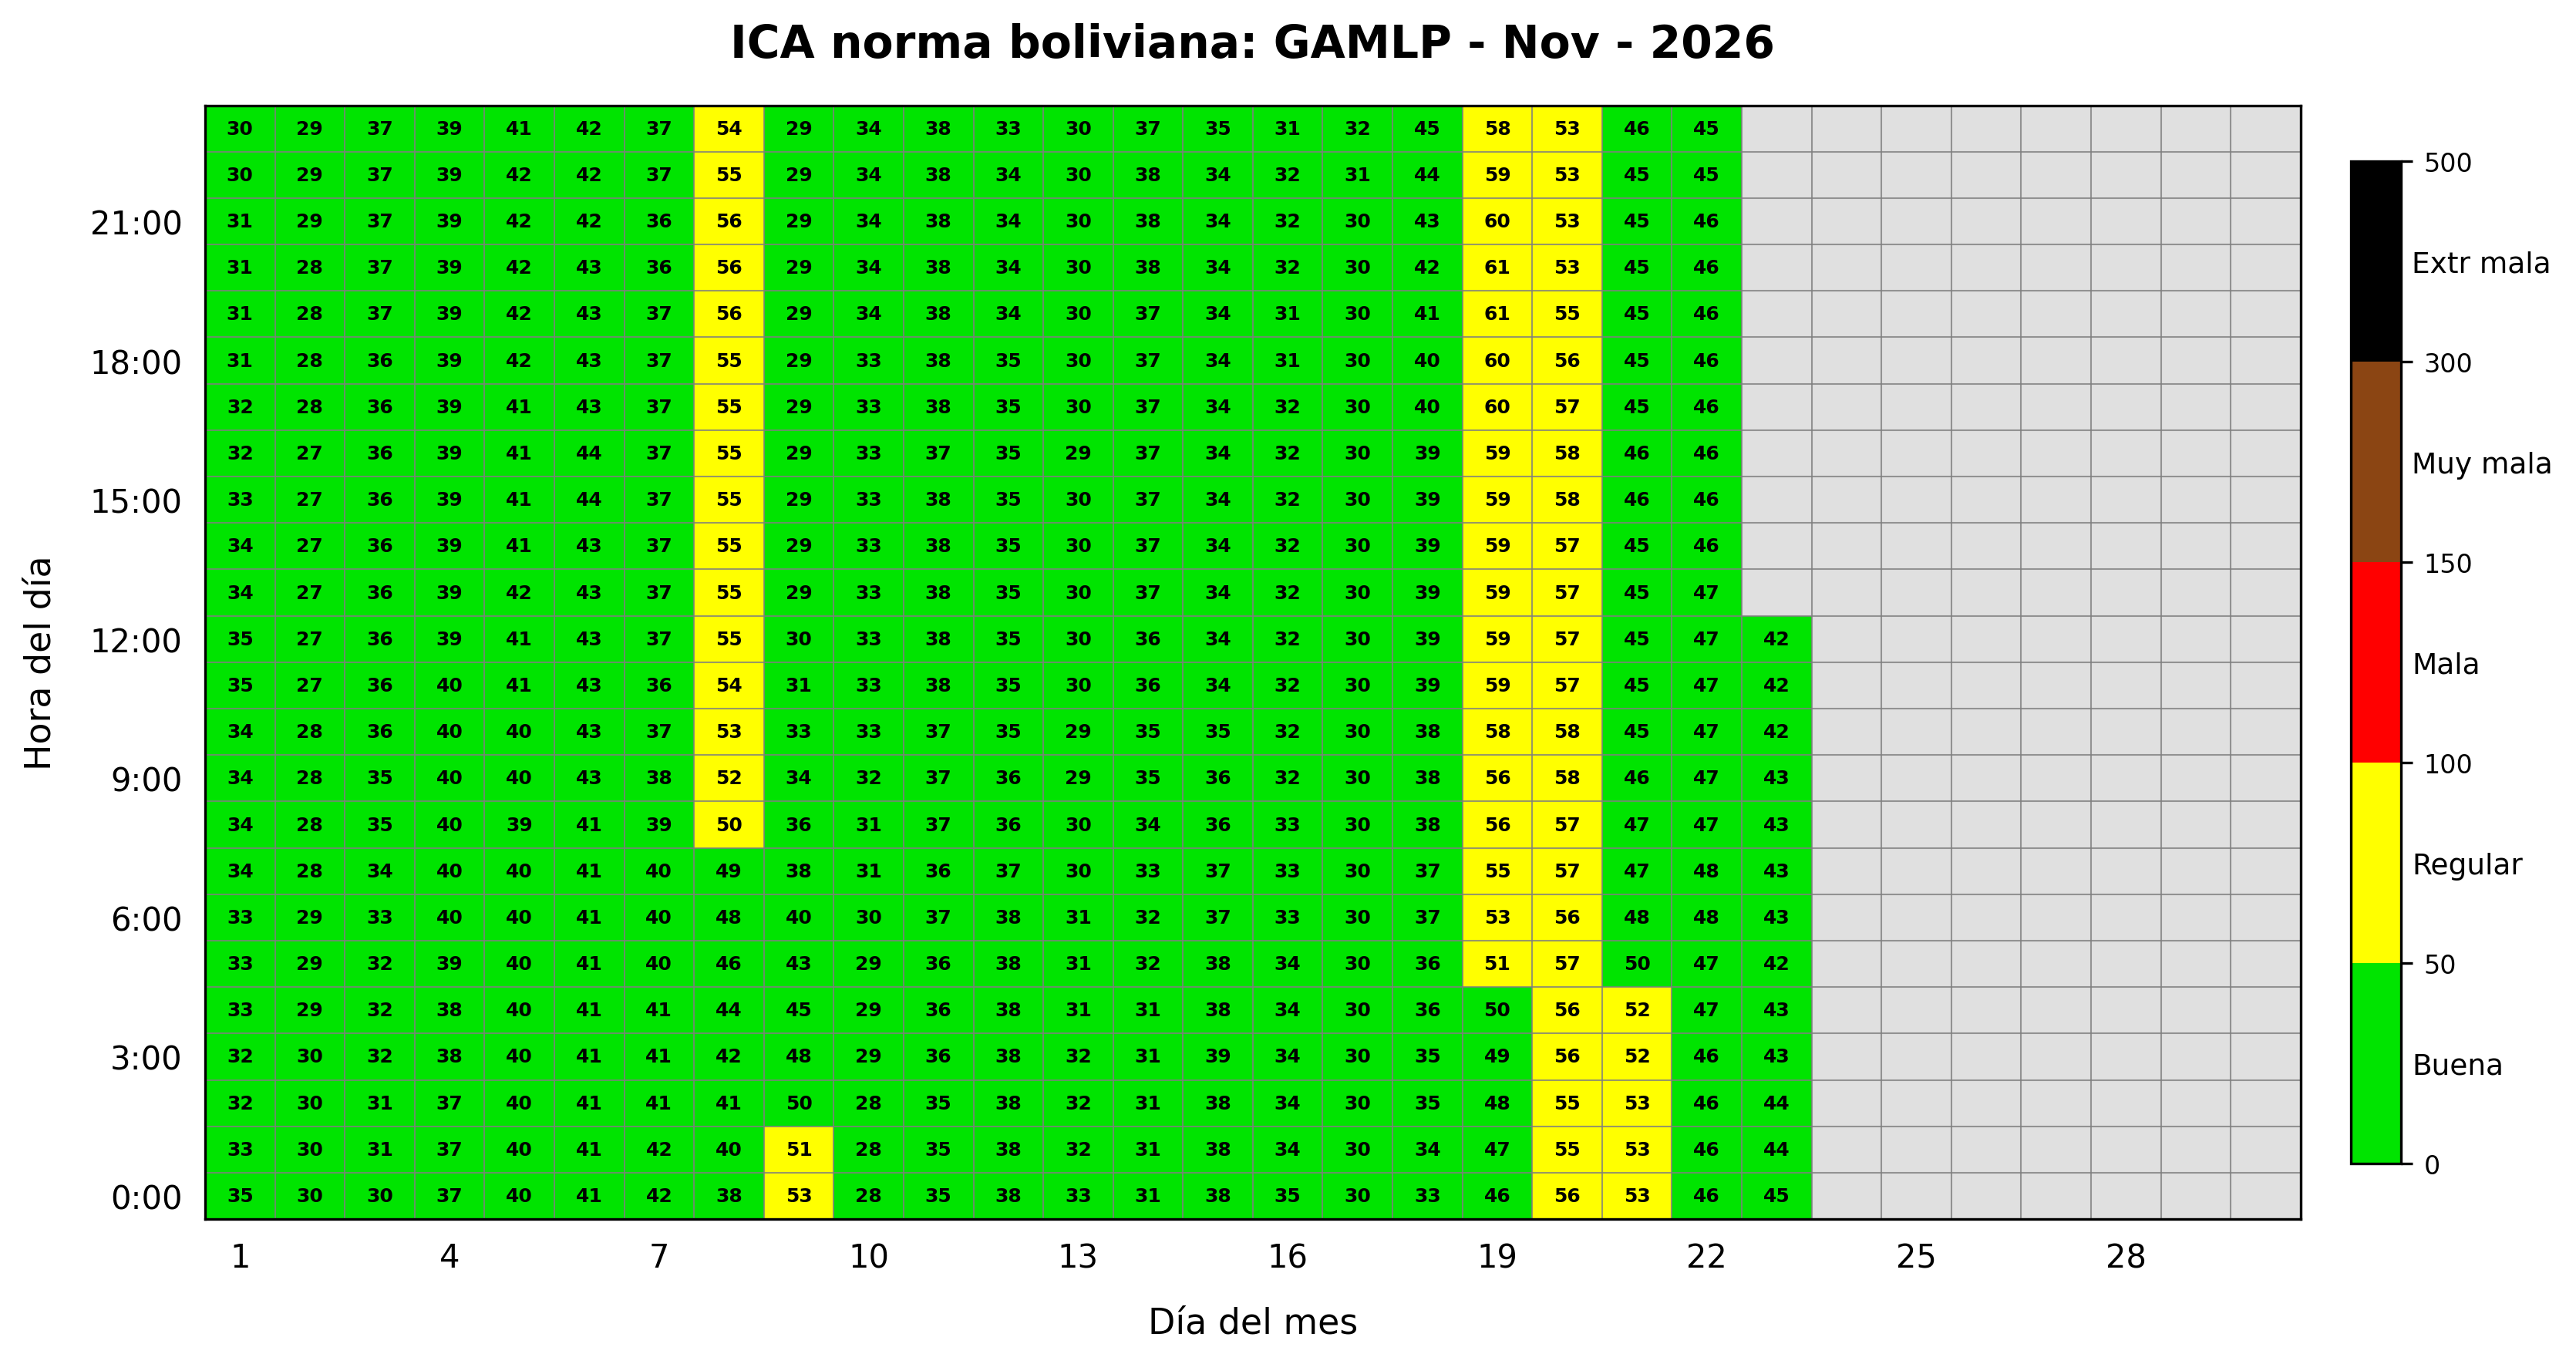 ICA norma boliviana: GAMLP - Nov - 2026
30 29 37 39 41 42 37 54 29 34 38 33 30 37 35 31 32 45 58 53 46 45
30 29 37 39 42 42 37 55 29 34 38 34 30 38 34 32 31 44 59 53 45 45
21:00 31 29 37 39 42 42 36 56 29 34 38 34 30 38 34 32 30 43 60 53 45 46
31 28 37 39 42 43 36 56 29 34 38 34 30 38 34 32 30 42 61 53 45 46
31 28 37 39 42 43 37 56 29 34 38 34 30 37 34 31 30 41 61 55 45 46
18:00 31 28 36 39 42 43 37 55 29 33 38 35 30 37 34 31 30 40 60 56 45 46
32 28 36 39 41 43 37 55 29 33 38 35 30 37 34 32 30 40 60 57 45 46
32 27 36 39 41 44 37 55 29 33 37 35 29 37 34 32 30 39 59 58 46 46
15:00 33 27 36 39 41 44 37 55 29 33 38 35 30 37 34 32 30 39 59 58 46 46
34 27 36 39 41 43 37 55 29 33 38 35 30 37 34 32 30 39 59 57 45 46
34 27 36 39 42 43 37 55 29 33 38 35 30 37 34 32 30 39 59 57 45 47
12:00 35 27 36 39 41 43 37 55 30 33 38 35 30 36 34 32 30 39 59 57 45 47 42
35 27 36 40 41 43 36 54 31 33 38 35 30 36 34 32 30 39 59 57 45 47 42
34 28 36 40 40 43 37 53 33 33 37 35 29 35 35 32 30 38 58 58 45 47 42
9:00 34 28 35 40 40 43 38 52 34 32 37 36 29 35 36 32 30 38 56 58 46 47 43
34 28 35 40 39 41 39 50 36 31 37 36 30 34 36 33 30 38 56 57 47 47 43
34 28 34 40 40 41 40 49 38 31 36 37 30 33 37 33 30 37 55 57 47 48 43
6:00 33 29 33 40 40 41 40 48 40 30 37 38 31 32 37 33 30 37 53 56 48 48 43
33 29 32 39 40 41 40 46 43 29 36 38 31 32 38 34 30 36 51 57 50 47 42
33 29 32 38 40 41 41 44 45 29 36 38 31 31 38 34 30 36 50 56 52 47 43
3:00 32 30 32 38 40 41 41 42 48 29 36 38 32 31 39 34 30 35 49 56 52 46 43
32 30 31 37 40 41 41 41 50 28 35 38 32 31 38 34 30 35 48 55 53 46 44
33 30 31 37 40 41 42 40 51 28 35 38 32 31 38 34 30 34 47 55 53 46 44
0:00 35 30 30 37 40 41 42 38 53 28 35 38 33 31 38 35 30 33 46 56 53 46 45
1 4 7 10 13 16 19 22 25 28
Día del mes
Hora del día
500
Extr mala
300
Muy mala
150
Mala
100
Regular
50
Buena
0